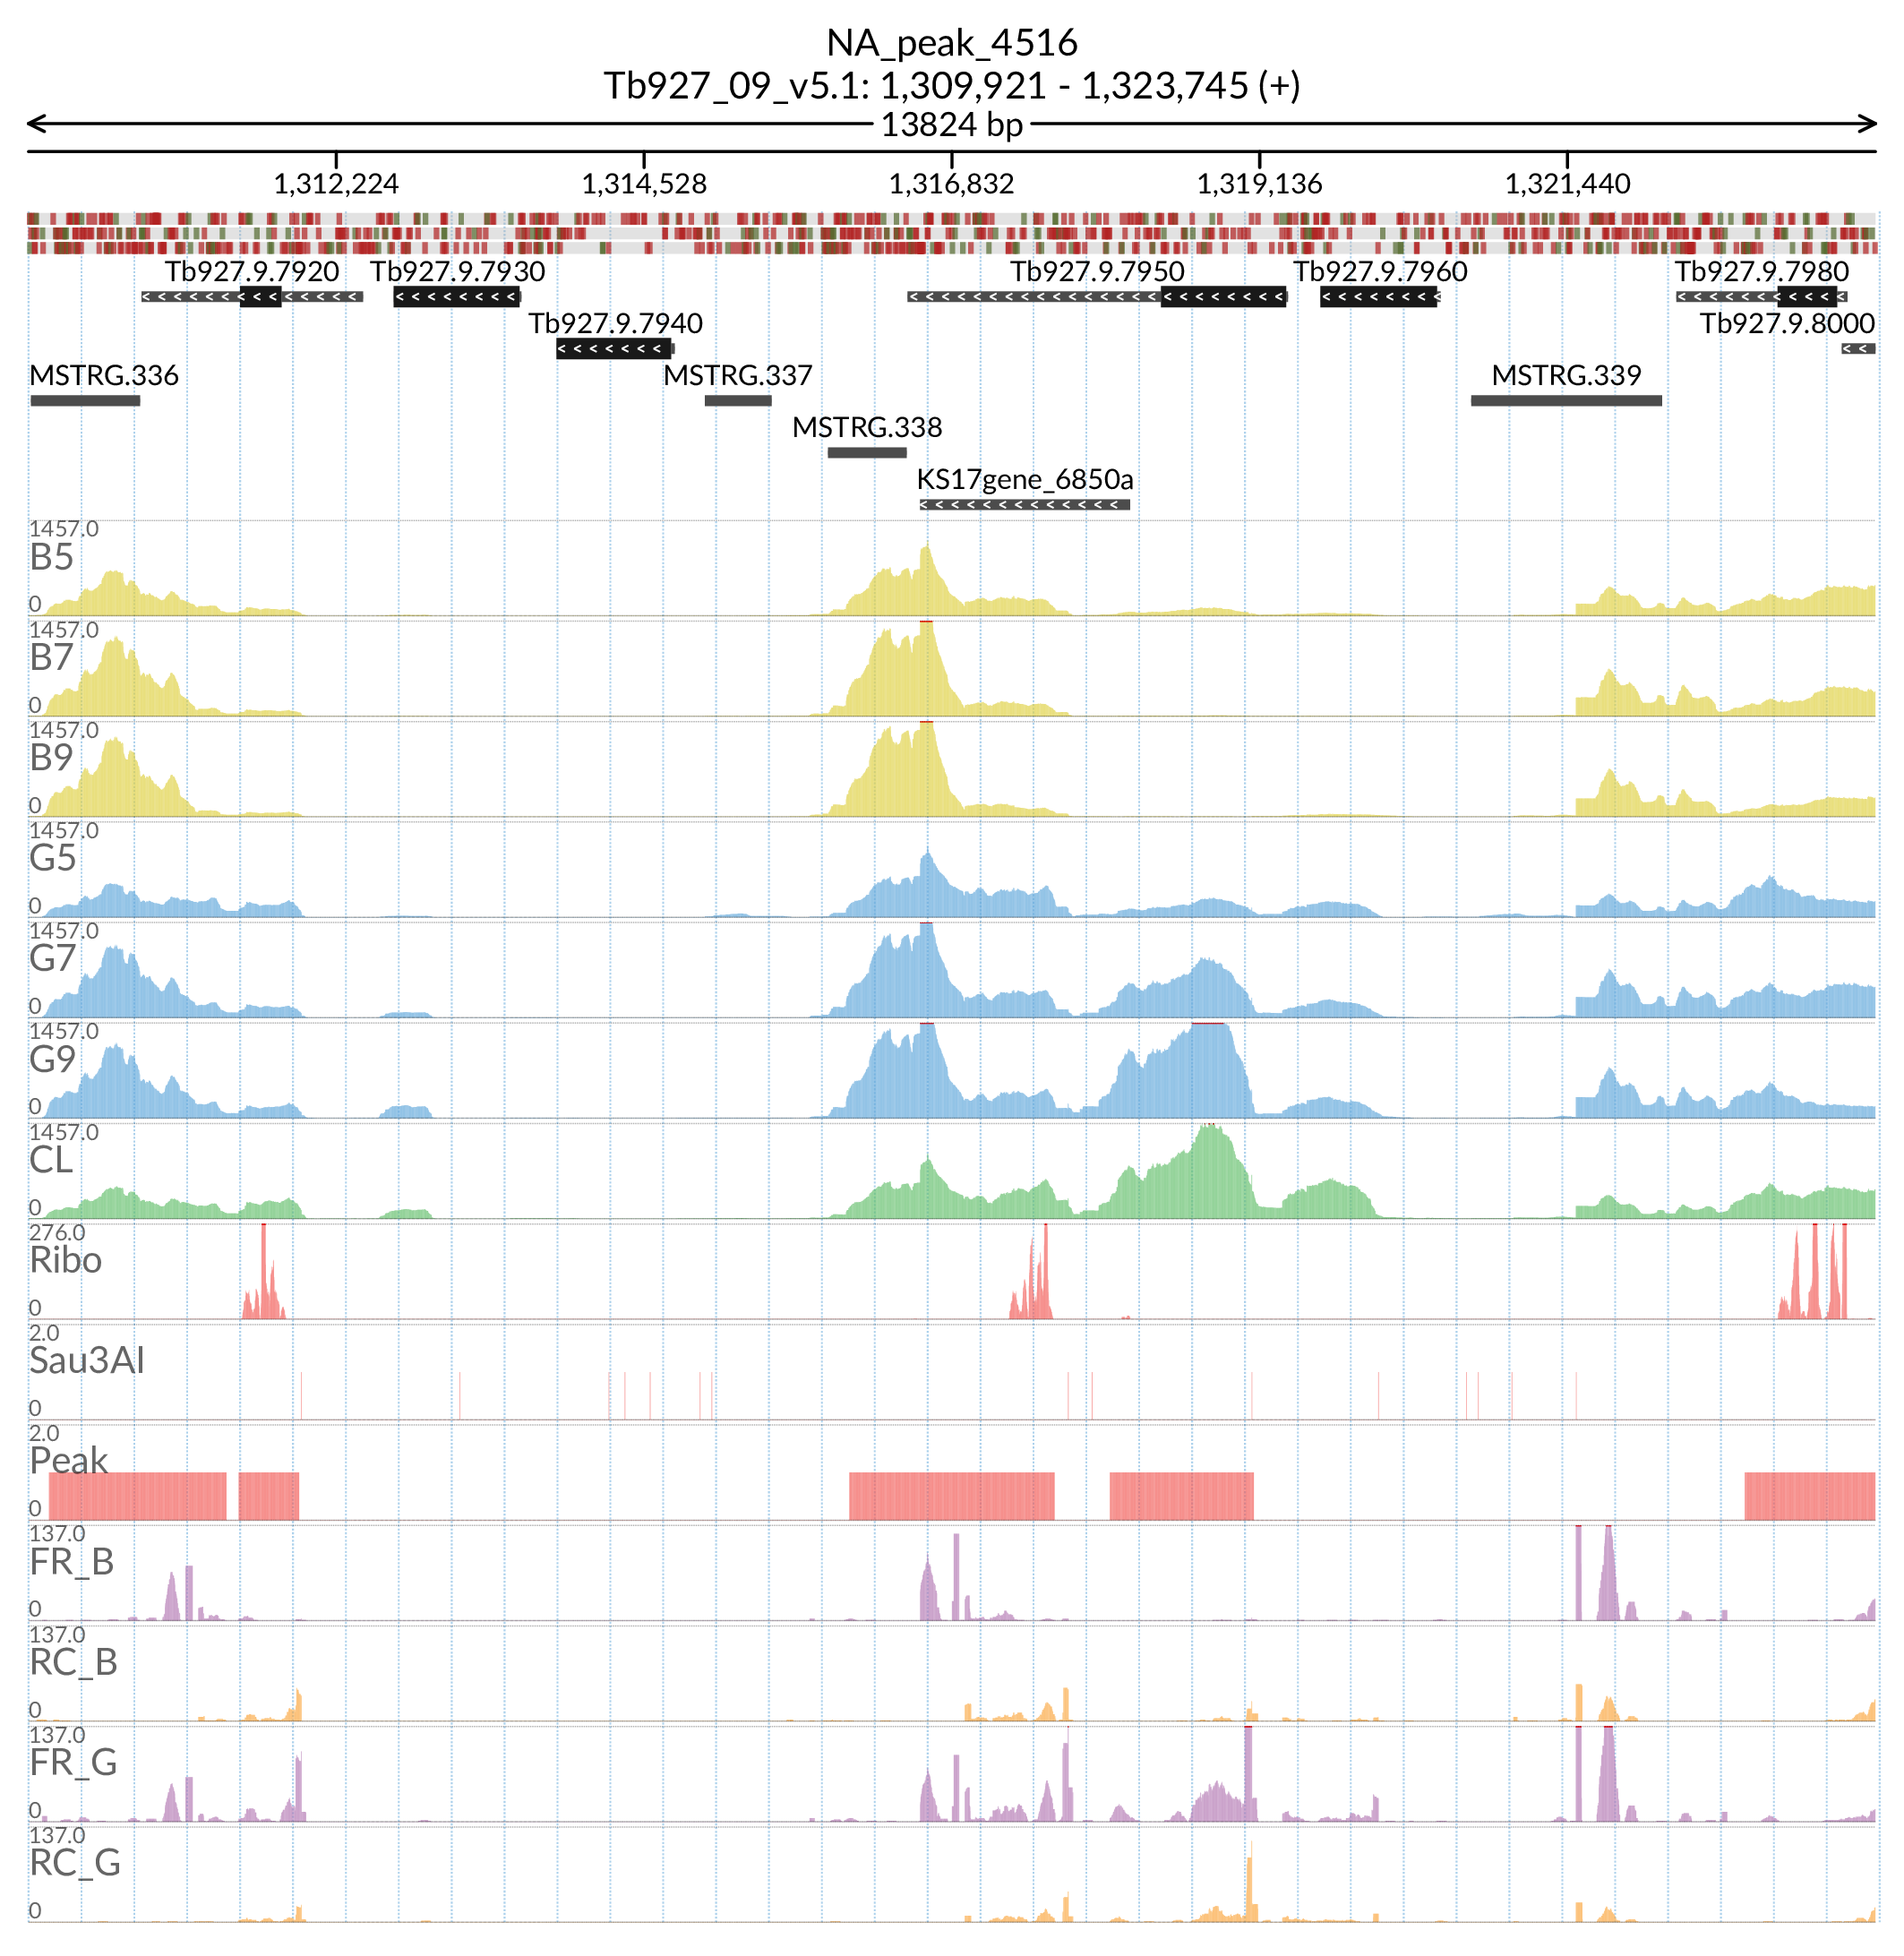 NA_peak_4516
Tb927_09_v5.1: 1,309,921 - 1,323,745 (+)
13824 bp
1,312,224 1,314,528 1,316,832 1,319,136 1,321,440
Tb927.9.7920 Tb927.9.7930 Tb927.9.7950 Tb927.9.7960 Tb927.9.7980
Tb927.9.7940 Tb927.9.8000
MSTRG.336 MSTRG.337 MSTRG.339
MSTRG.338
KS17gene_6850a
1457.0
B5
0
1457.0
B7
0
1457.0
B9
0
1457.0
G5
0
1457.0
G7
0
1457.0
G9
0
1457.0
CL
0
276.0
Ribo
0
2.0
Sau3AI
0
2.0
Peak
0
137.0
FR_B
0
137.0
RC_B
0
137.0
FR_G
0
137.0
RC_G
0